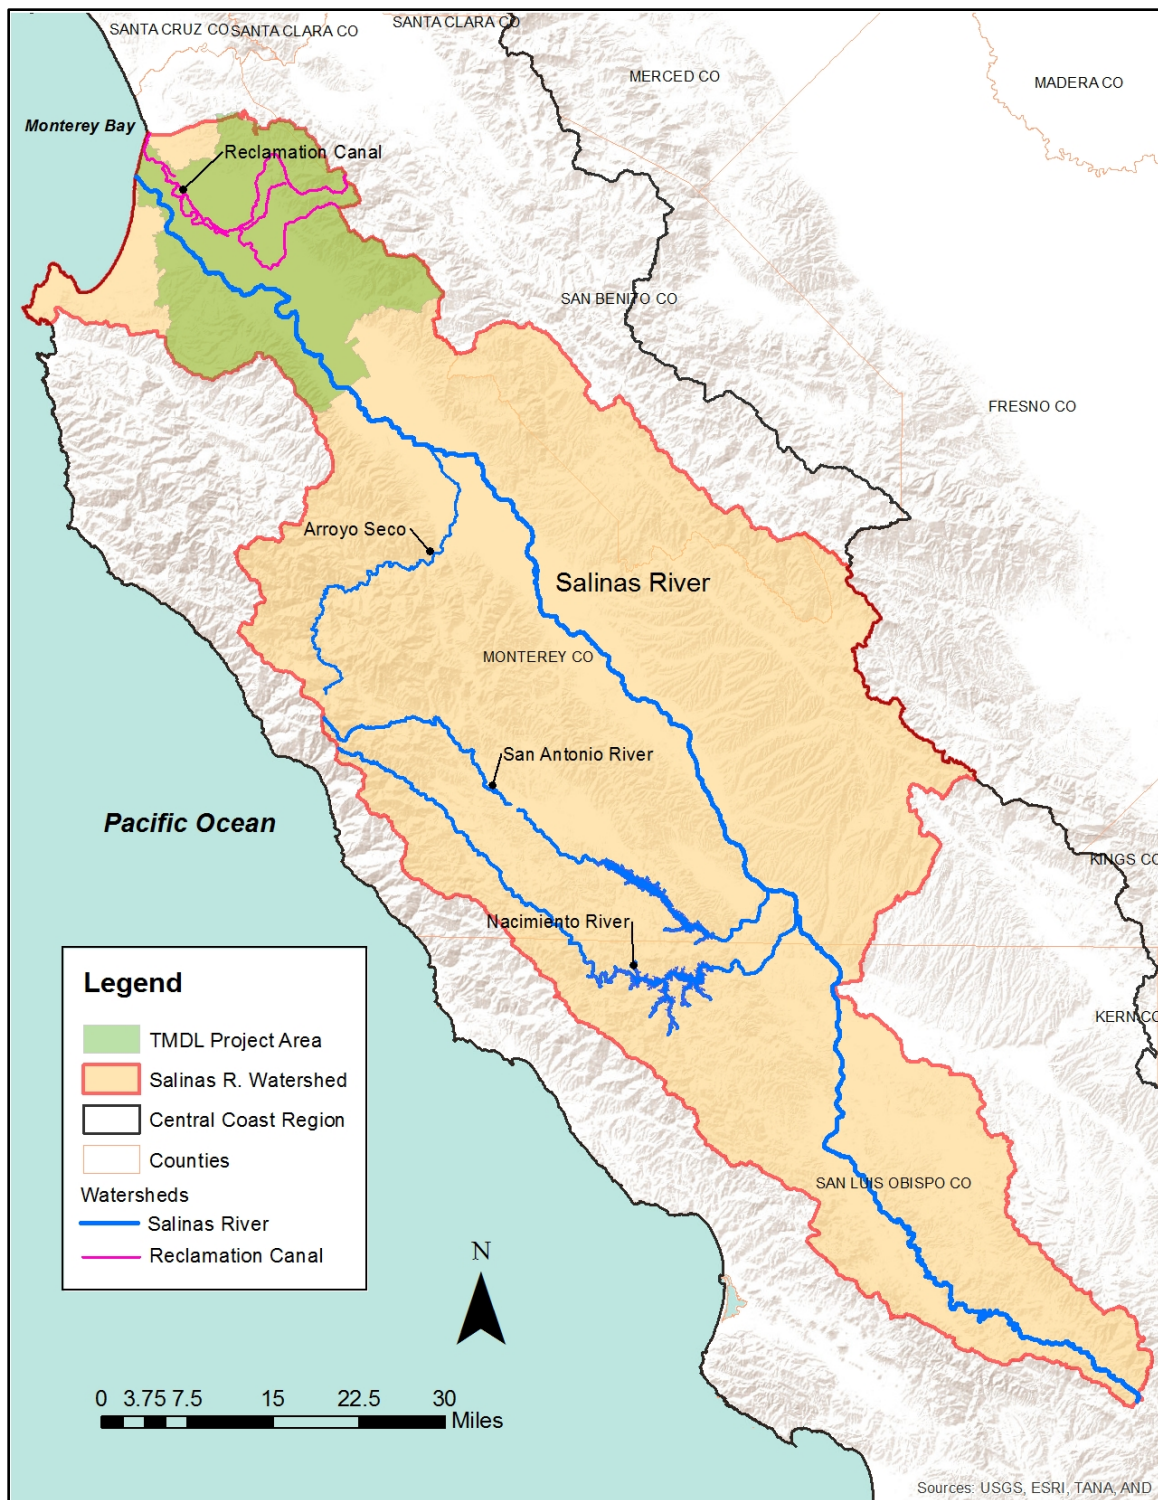 SANTA CRUZ CO
SANTA CLARA CO
SANTA CLARA CO
MERCED CO
MADERA CO
Monterey Bay
Reclamation Canal
SAN BENITO CO
FRESNO CO
Arroyo Seco
Salinas River
MONTEREY CO
San Antonio River
Pacific Ocean
KINGS CO
Nacimiento River
KERN CO
Legend
TMDL Project Area
Salinas R. Watershed
Central Coast Region
Counties
Watersheds
Salinas River
Reclamation Canal
SAN LUIS OBISPO CO
N
0 3.75 7.5 15 22.5 30
Miles
Sources: USGS, ESRI, TANA, AND